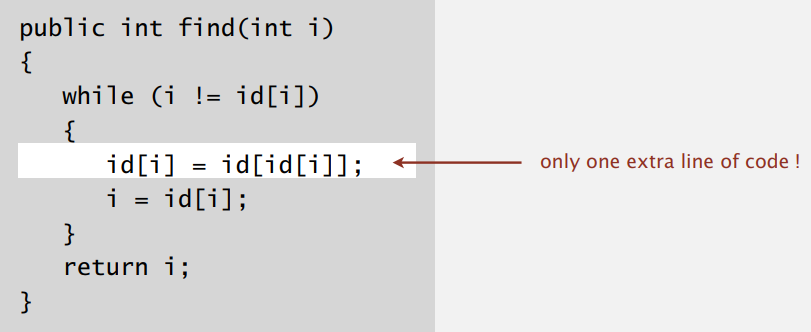 public int find(int i)
{
while (i != id[i])
{
id[i] = id[id[i]];
only one extra line of code !
i = id[i];
}
return i;
}